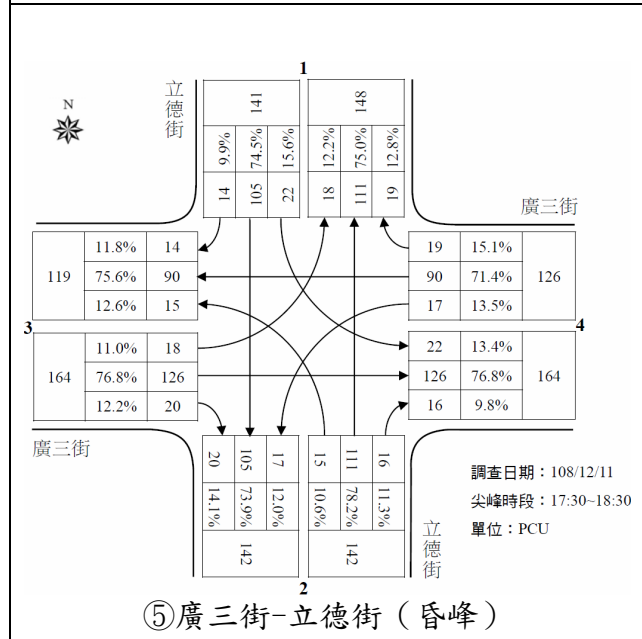 1
立德街
N
141
148
9.9% 74.5% 15.6%
12.2% 75.0% 12.8%
14 105 22
18 111 19
廣三街
119
11.8% 14
75.6% 90
12.6% 15
19 15.1%
90 71.4%
17 13.5%
126
3
4
164
11.0% 18
76.8% 126
12.2% 20
22 13.4%
126 76.8%
16 9.8%
164
廣三街
20 105 17
15 111 16
14.1% 73.9% 12.0%
10.6% 78.2% 11.3%
142
142
2
立德街
調查日期：108/12/11
尖峰時段：17:30~18:30
單位：PCU
⑤廣三街-立德街（昏峰）